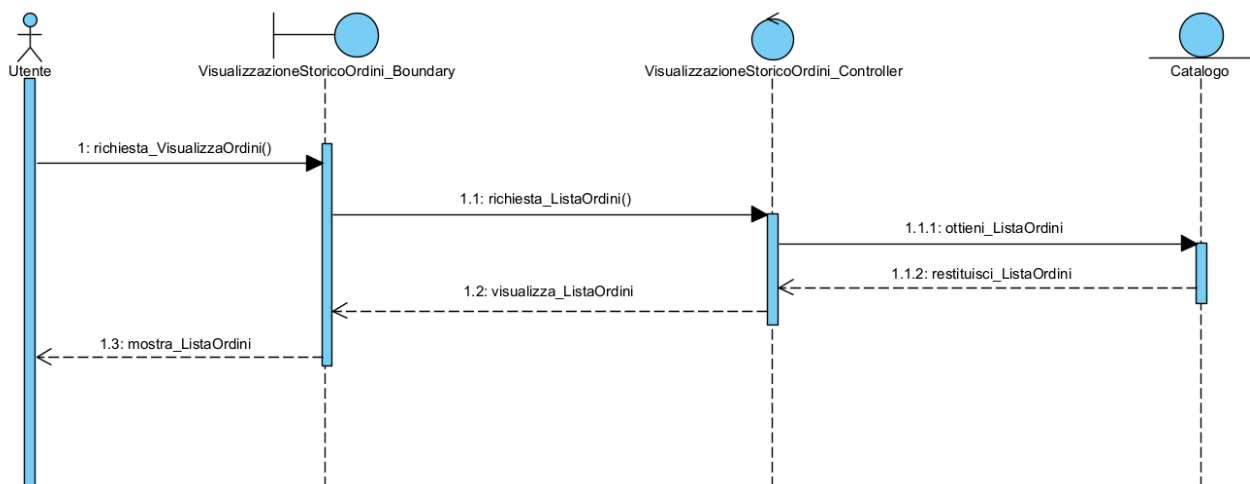 Utente
VisualizzazioneStoricoOrdini_Boundary
VisualizzazioneStoricoOrdini_Controller
Catalogo
1: richiesta_VisualizzaOrdini()
1.1: richiesta_ListaOrdini()
1.1.1: ottieni_ListaOrdini
1.1.2: restituisci_ListaOrdini
1.2: visualizza_ListaOrdini
1.3: mostra_ListaOrdini